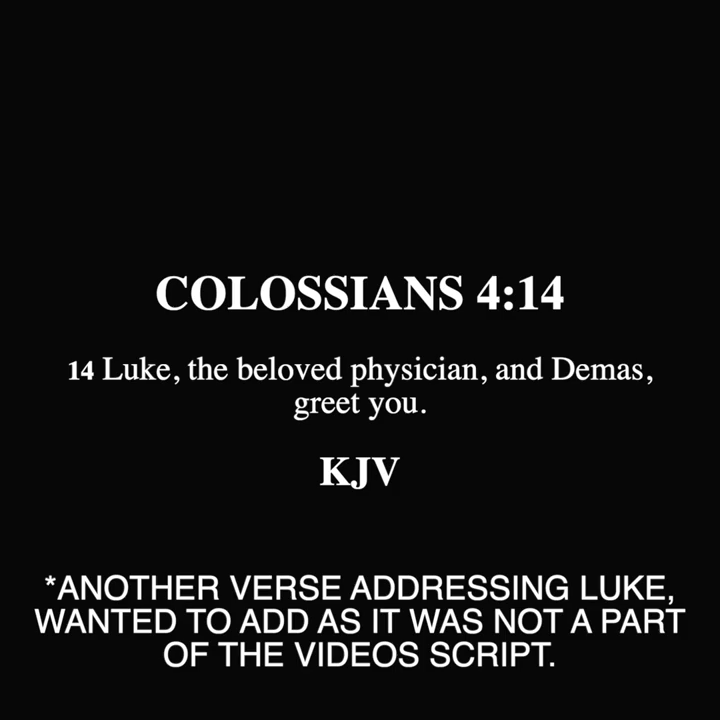 COLOSSIANS 4:14
14 Luke, the beloved physician, and Demas,
greet you.
KJV
*ANOTHER VERSE ADDRESSING LUKE,
WANTED TO ADD AS IT WAS NOT A PART
OF THE VIDEOS SCRIPT.